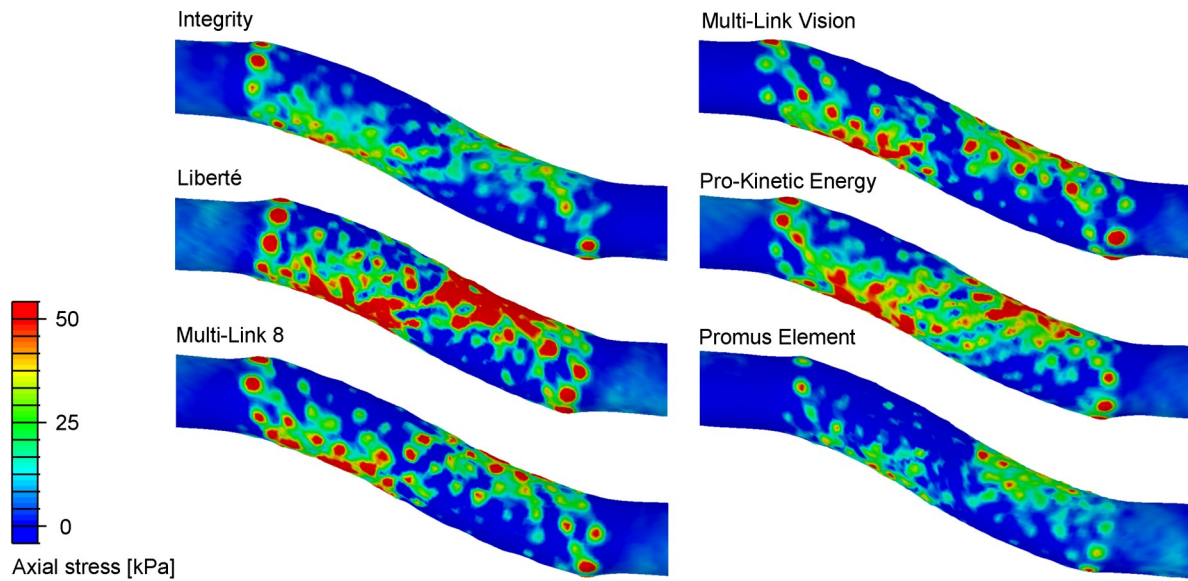 Integrity
Multi-Link Vision
Liberté
Pro-Kinetic Energy
Multi-Link 8
Promus Element
50
25
0
Axial stress [kPa]